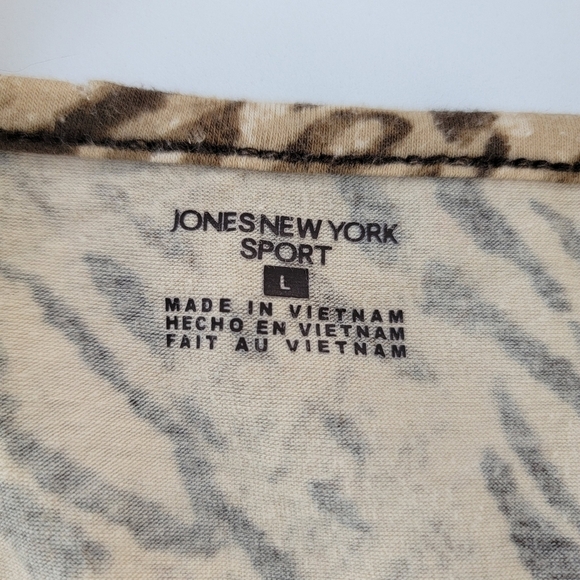 JONES NEW YORK
SPORT
L
MADE IN VIETNAM
HECHO EN VIETNAM
FAIT AU VIETNAM